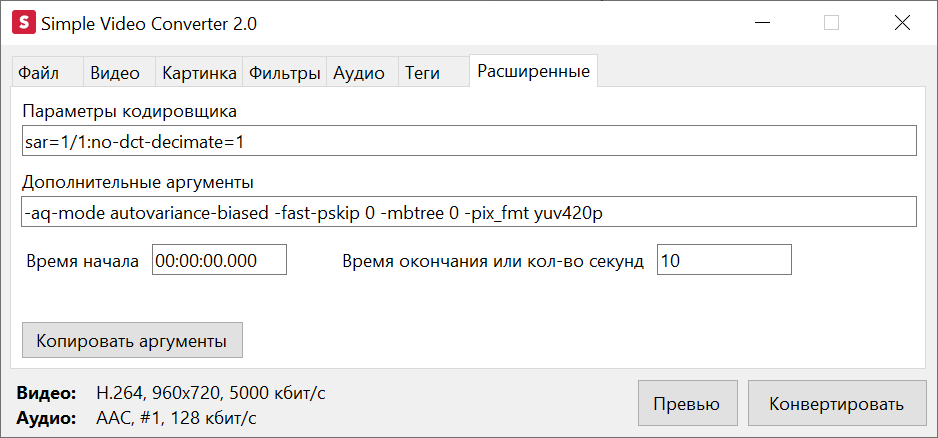 S Simple Video Converter 2.0
Файл Видео Картинка Фильтры Аудио Теги Расширенные
Параметры кодировщика
sar=1/1:no-dct-decimate=1
Дополнительные аргументы
-aq-mode autovariance-biased -fast-pskip 0 -mbtree 0 -pix_fmt yuv420p
Время начала 00:00:00.000 Время окончания или кол-во секунд 10
Копировать аргументы
Видео: H.264, 960x720, 5000 кбит/с
Аудио: AAC, #1, 128 кбит/с
Превью Конвертировать